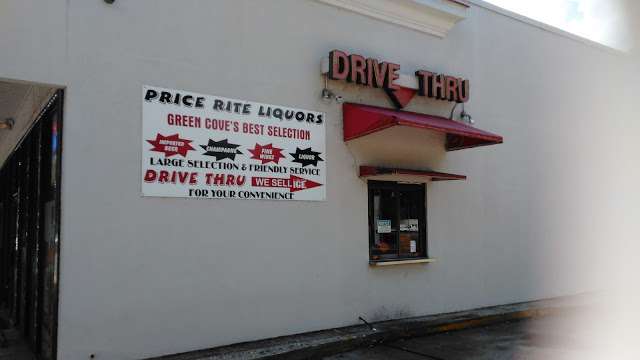 DRIVE THRU
PRICE RITE LIQUORS
GREEN COVE'S BEST SELECTION
IMPORTED BEER
CHAMPAGNE
FINE WINES
LIQUOR
LARGE SELECTION & FRIENDLY SERVICE
DRIVE THRU WE SELL ICE
FOR YOUR CONVENIENCE